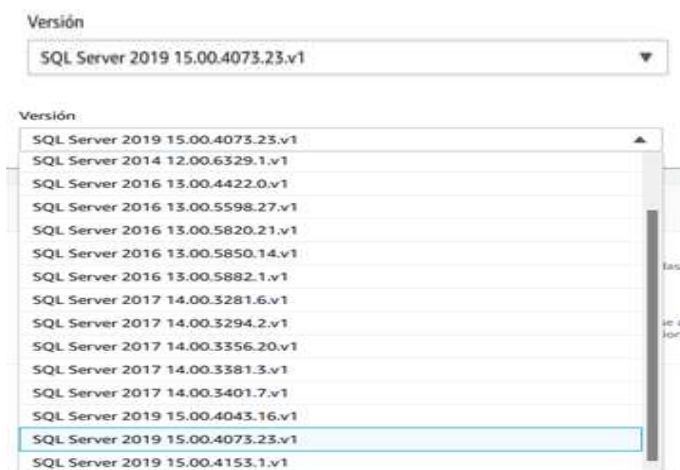 Versión
SQL Server 2019 15.00.4073.23.v1
Versión
SQL Server 2019 15.00.4073.23.v1
SQL Server 2014 12.00.6329.1.v1
SQL Server 2016 13.00.4422.0.v1
SQL Server 2016 13.00.5598.27.v1
SQL Server 2016 13.00.5820.21.v1
SQL Server 2016 13.00.5850.14.v1
SQL Server 2016 13.00.5882.1.v1
SQL Server 2017 14.00.3281.6.v1
SQL Server 2017 14.00.3294.2.v1
SQL Server 2017 14.00.3356.20.v1
SQL Server 2017 14.00.3381.3.v1
SQL Server 2017 14.00.3401.7.v1
SQL Server 2019 15.00.4043.16.v1
SQL Server 2019 15.00.4073.23.v1
SQL Server 2019 15.00.4153.1.v1